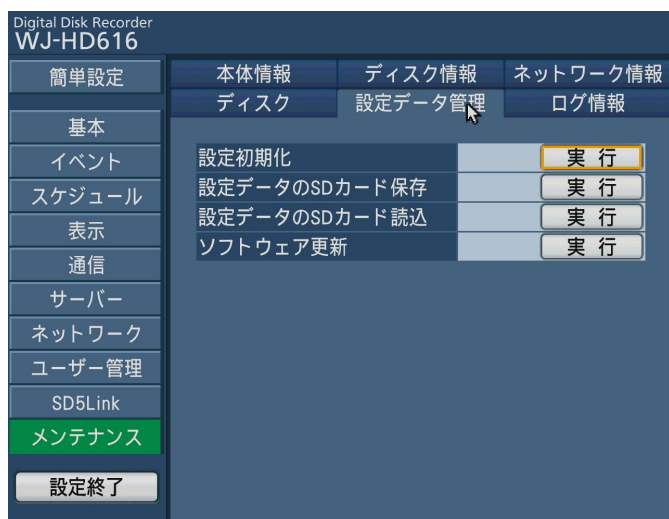 Digital Disk Recorder
WJ-HD616
簡単設定
基本
イベント
スケジュール
表示
通信
サーバー
ネットワーク
ユーザー管理
SD5Link
メンテナンス
設定終了
本体情報 ディスク情報 ネットワーク情報
ディスク 設定データ管理 ログ情報
設定初期化 実 行
設定データのSDカード保存 実 行
設定データのSDカード読込 実 行
ソフトウェア更新 実 行